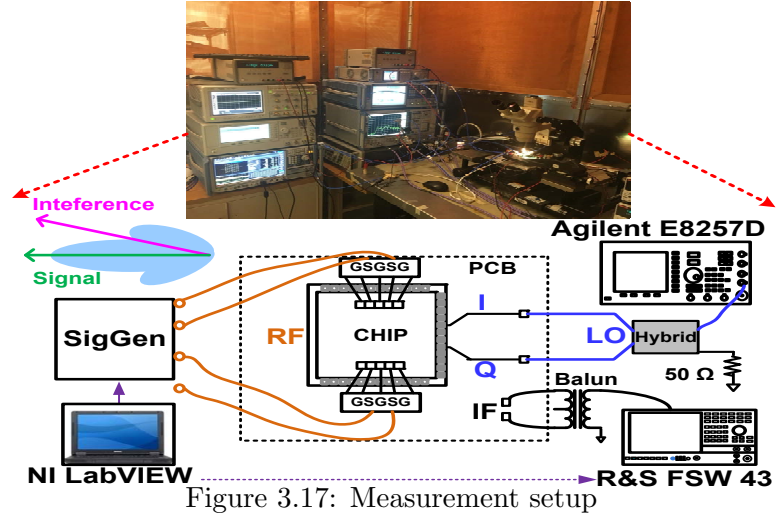 Inteference
Signal
Agilent E8257D
GSGSG
PCB
I
SigGen
RF
CHIP
LO
Hybrid
Q
50 Ω
GSGSG
IF
Balun
NI LabVIEW
R&S FSW 43
Figure 3.17: Measurement setup